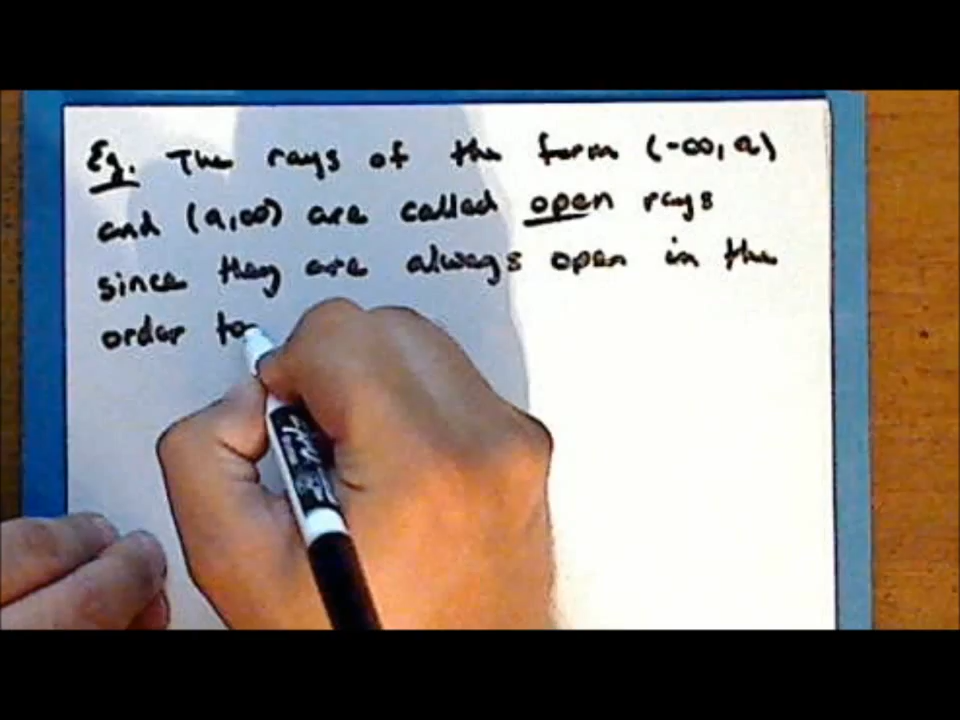 Eg. The rays of the form (-∞, a)
and (a, ∞) are called open rays
since they are always open in the
order to